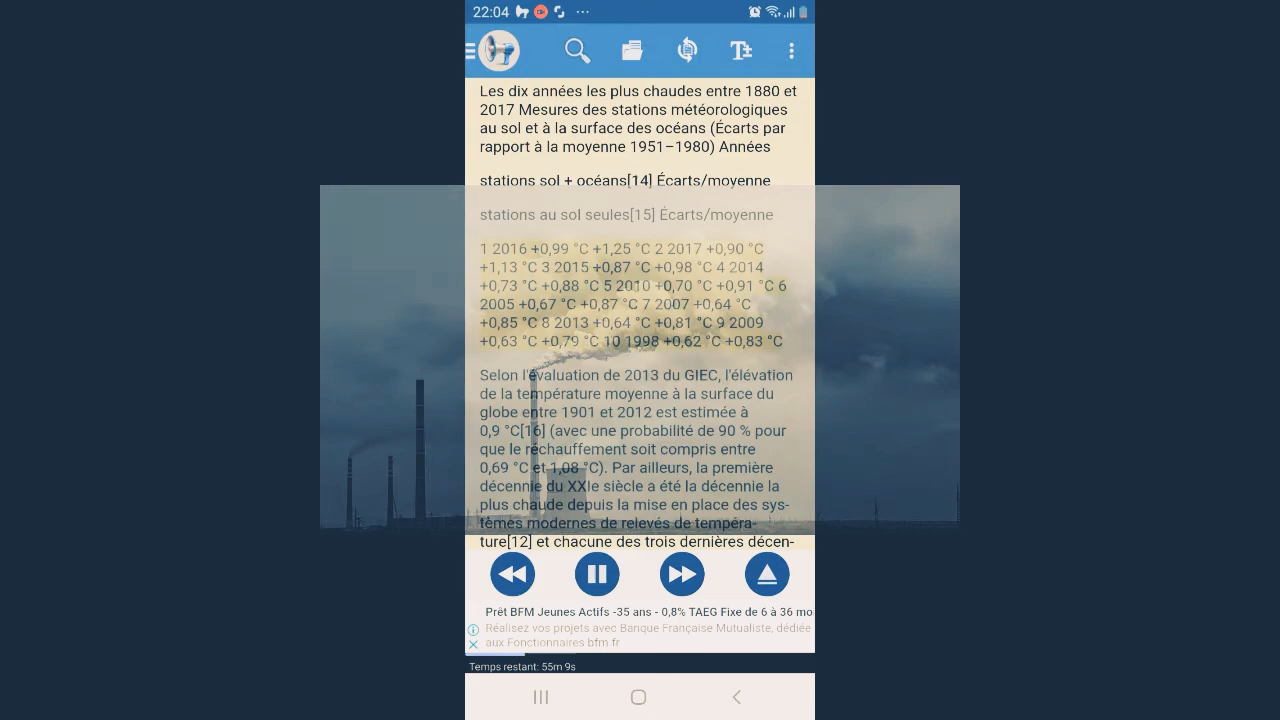 22:04
Les dix années les plus chaudes entre 1880 et
2017 Mesures des stations météorologiques
au sol et à la surface des océans (Écarts par
rapport à la moyenne 1951–1980) Années
stations sol + océans[14] Écarts/moyenne
stations au sol seules[15] Écarts/moyenne
1 2016 +0,99 °C +1,25 °C 2 2017 +0,90 °C
+1,13 °C 3 2015 +0,87 °C +0,98 °C 4 2014
+0,73 °C +0,88 °C 5 2010 +0,70 °C +0,91 °C 6
2005 +0,67 °C +0,87 °C 7 2007 +0,64 °C
+0,85 °C 8 2013 +0,64 °C +0,81 °C 9 2009
+0,63 °C +0,79 °C 10 1998 +0,62 °C +0,83 °C
Selon l'évaluation de 2013 du GIEC, l'élévation
de la température moyenne à la surface du
globe entre 1901 et 2012 est estimée à
0,9 °C[16] (avec une probabilité de 90 % pour
que le réchauffement soit compris entre
0,69 °C et 1,08 °C). Par ailleurs, la première
décennie du XXIe siècle a été la décennie la
plus chaude depuis la mise en place des sys-
tèmes modernes de relevés de tempéra-
ture[12] et chacune des trois dernières décen-
Prêt BFM Jeunes Actifs -35 ans - 0,8% TAEG Fixe de 6 à 36 mo
Réalisez vos projets avec Banque Française Mutualiste, dédiée
aux Fonctionnaires bfm.fr
Temps restant: 55m 9s